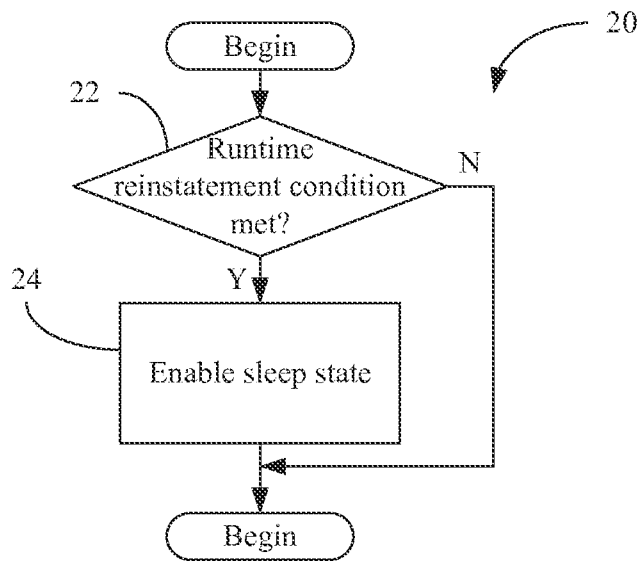 Begin
20
22
Runtime
reinstatement condition
met?
N
Y
24
Enable sleep state
Begin